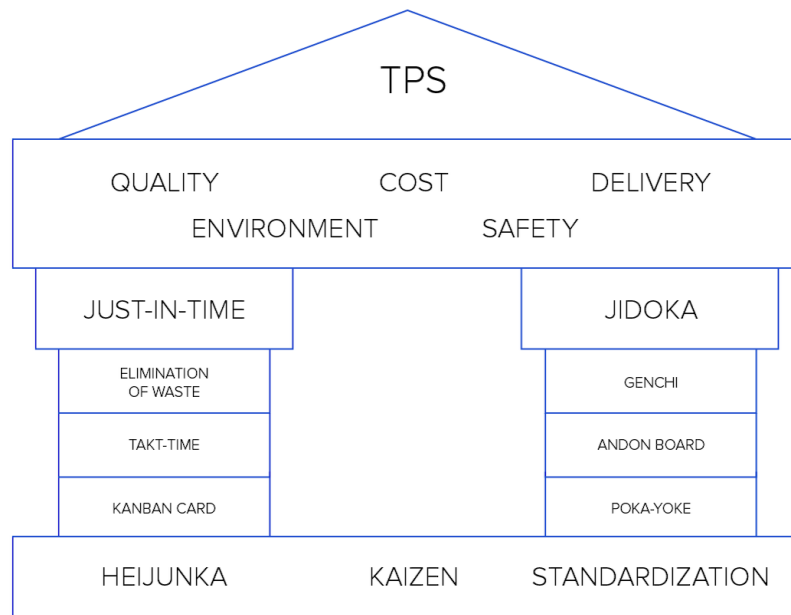 TPS
QUALITY COST DELIVERY
ENVIRONMENT SAFETY
JUST-IN-TIME JIDOKA
ELIMINATION
OF WASTE
GENCHI
TAKT-TIME ANDON BOARD
KANBAN CARD POKA-YOKE
HEIJUNKA KAIZEN STANDARDIZATION